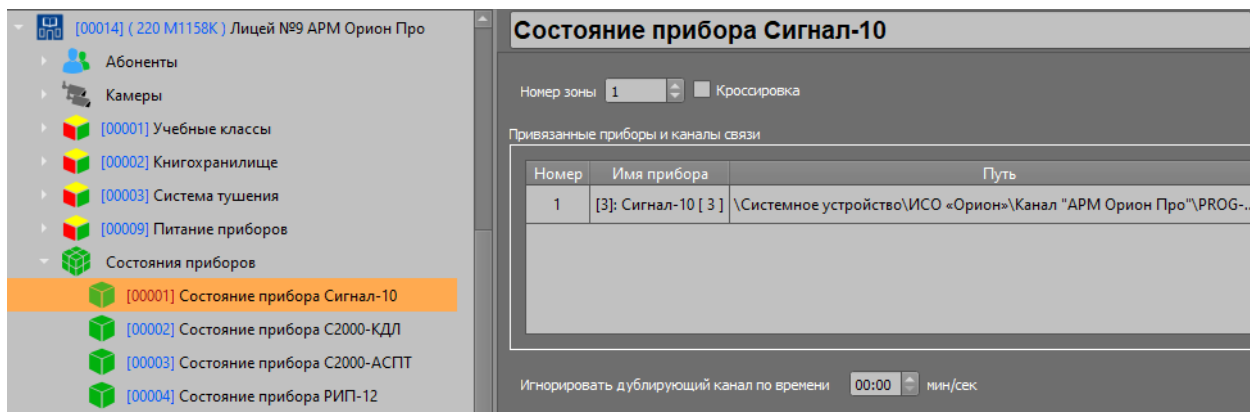 [00014] ( 220 M1158K ) Лицей №9 АРМ Орион Про
Абоненты
Камеры
[00001] Учебные классы
[00002] Книгохранилище
[00003] Система тушения
[00009] Питание приборов
Состояния приборов
[00001] Состояние прибора Сигнал-10
[00002] Состояние прибора С2000-КДЛ
[00003] Состояние прибора С2000-АСПТ
[00004] Состояние прибора РИП-12
Состояние прибора Сигнал-10
Номер зоны 1 Кроссировка
Привязанные приборы и каналы связи
Номер Имя прибора Путь
1 [3]: Сигнал-10 [ 3 ] \Системное устройство\ИСО «Орион»\Канал "АРМ Орион Про"\PROG-...
Игнорировать дублирующий канал по времени 00:00 мин/сек